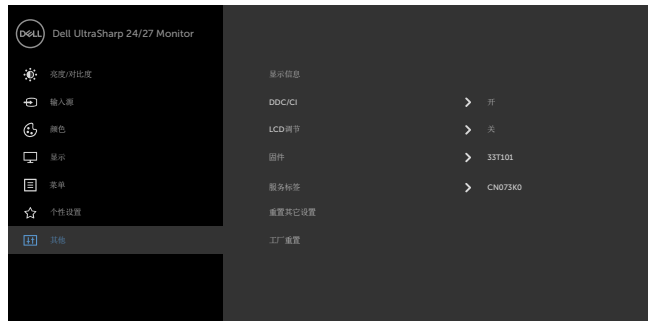 DELL Dell UltraSharp 24/27 Monitor
亮度/对比度
输入源
颜色
显示
菜单
个性设置
其他
显示信息
DDC/CI 开
LCD调节 关
固件 33T101
服务标签 CN073K0
重置其它设置
工厂重置